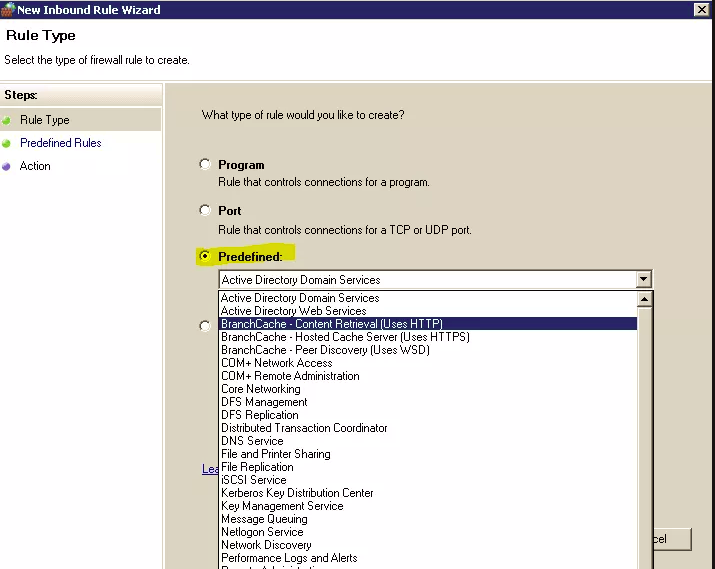 New Inbound Rule Wizard
Rule Type
Select the type of firewall rule to create.
Steps:
Rule Type
Predefined Rules
Action
What type of rule would you like to create?
Program
Rule that controls connections for a program.
Port
Rule that controls connections for a TCP or UDP port.
Predefined:
Active Directory Domain Services
Active Directory Domain Services
Active Directory Web Services
BranchCache - Content Retrieval (Uses HTTP)
BranchCache - Hosted Cache Server (Uses HTTPS)
BranchCache - Peer Discovery (Uses WSD)
COM+ Network Access
COM+ Remote Administration
Core Networking
DFS Management
DFS Replication
Distributed Transaction Coordinator
DNS Service
File and Printer Sharing
Lea
File Replication
iSCSI Service
Kerberos Key Distribution Center
Key Management Service
Message Queuing
Netlogon Service
Network Discovery
cel
Performance Logs and Alerts